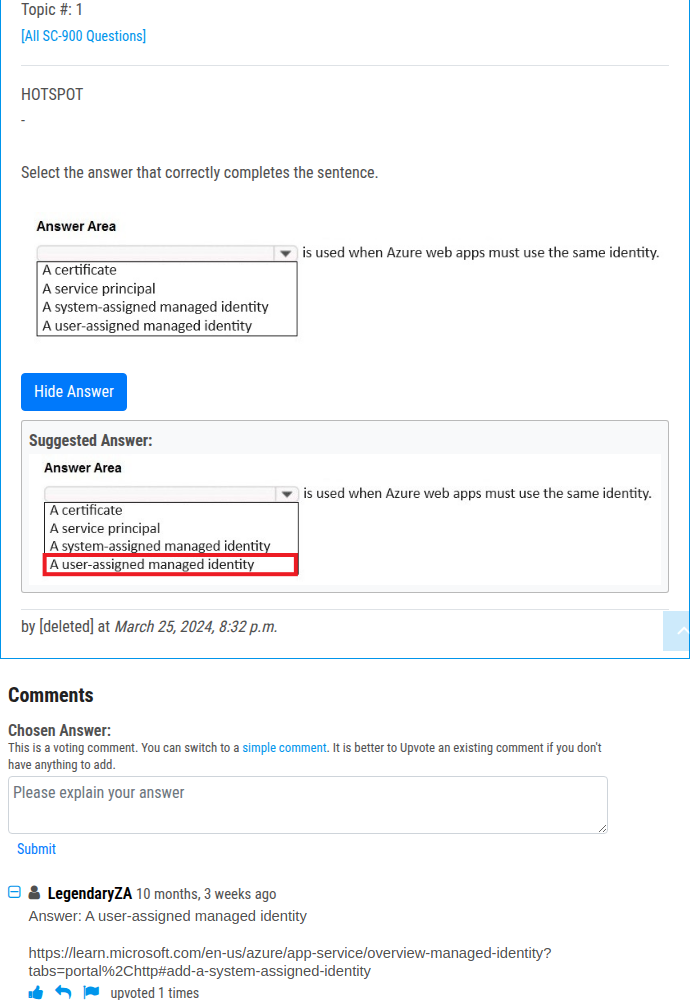 Topic #: 1
[All SC-900 Questions]
HOTSPOT
-
Select the answer that correctly completes the sentence.
Answer Area
is used when Azure web apps must use the same identity.
A certificate
A service principal
A system-assigned managed identity
A user-assigned managed identity
Hide Answer
Suggested Answer:
Answer Area
is used when Azure web apps must use the same identity.
A certificate
A service principal
A system-assigned managed identity
A user-assigned managed identity
by [deleted] at March 25, 2024, 8:32 p.m.
Comments
Chosen Answer:
This is a voting comment. You can switch to a simple comment. It is better to Upvote an existing comment if you don't
have anything to add.
Please explain your answer
Submit
LegendaryZA 10 months, 3 weeks ago
Answer: A user-assigned managed identity
https://learn.microsoft.com/en-us/azure/app-service/overview-managed-identity?
tabs=portal%2Chttp#add-a-system-assigned-identity
upvoted 1 times